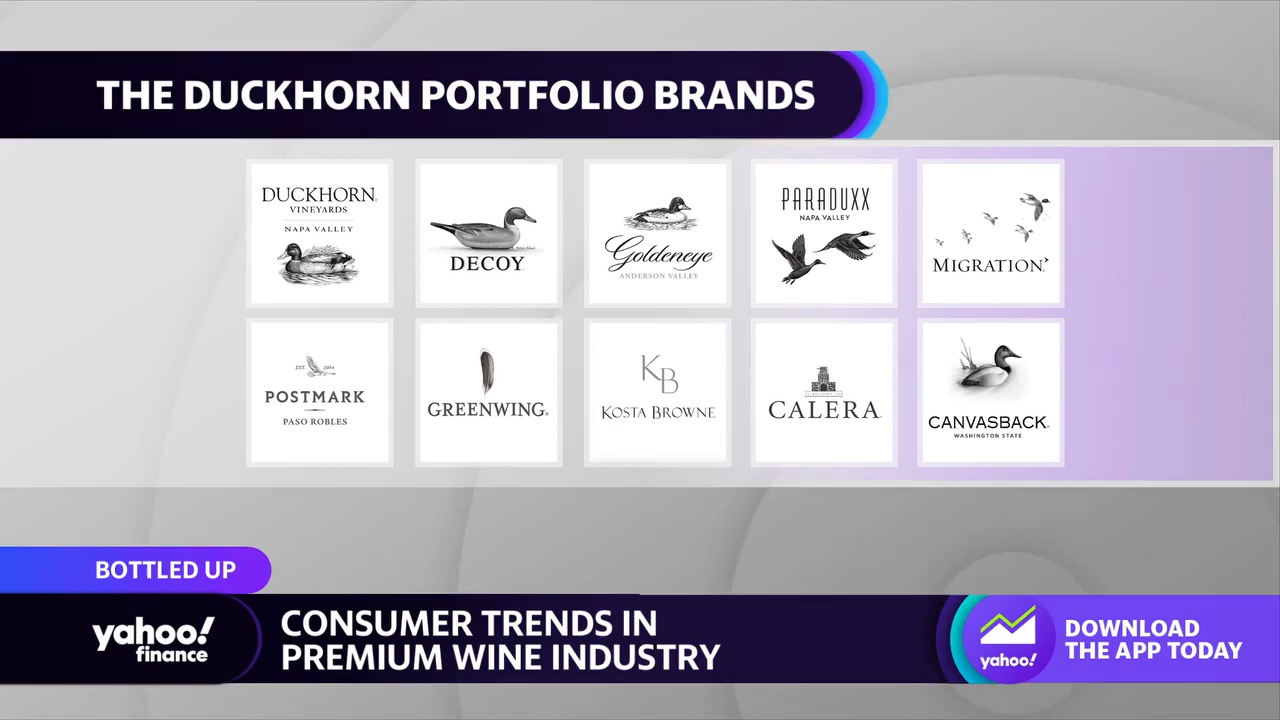 THE DUCKHORN PORTFOLIO BRANDS
DUCKHORN
VINEYARDS
NAPA VALLEY
DECOY
Goldeneye
ANDERSON VALLEY
PARADUXX
NAPA VALLEY
MIGRATION
EST. 2004
POSTMARK
PASO ROBLES
GREENWING
KB
KOSTA BROWNE
CALERA
CANVASBACK
WASHINGTON STATE
BOTTLED UP
yahoo!
finance
CONSUMER TRENDS IN
PREMIUM WINE INDUSTRY
yahoo!
DOWNLOAD
THE APP TODAY